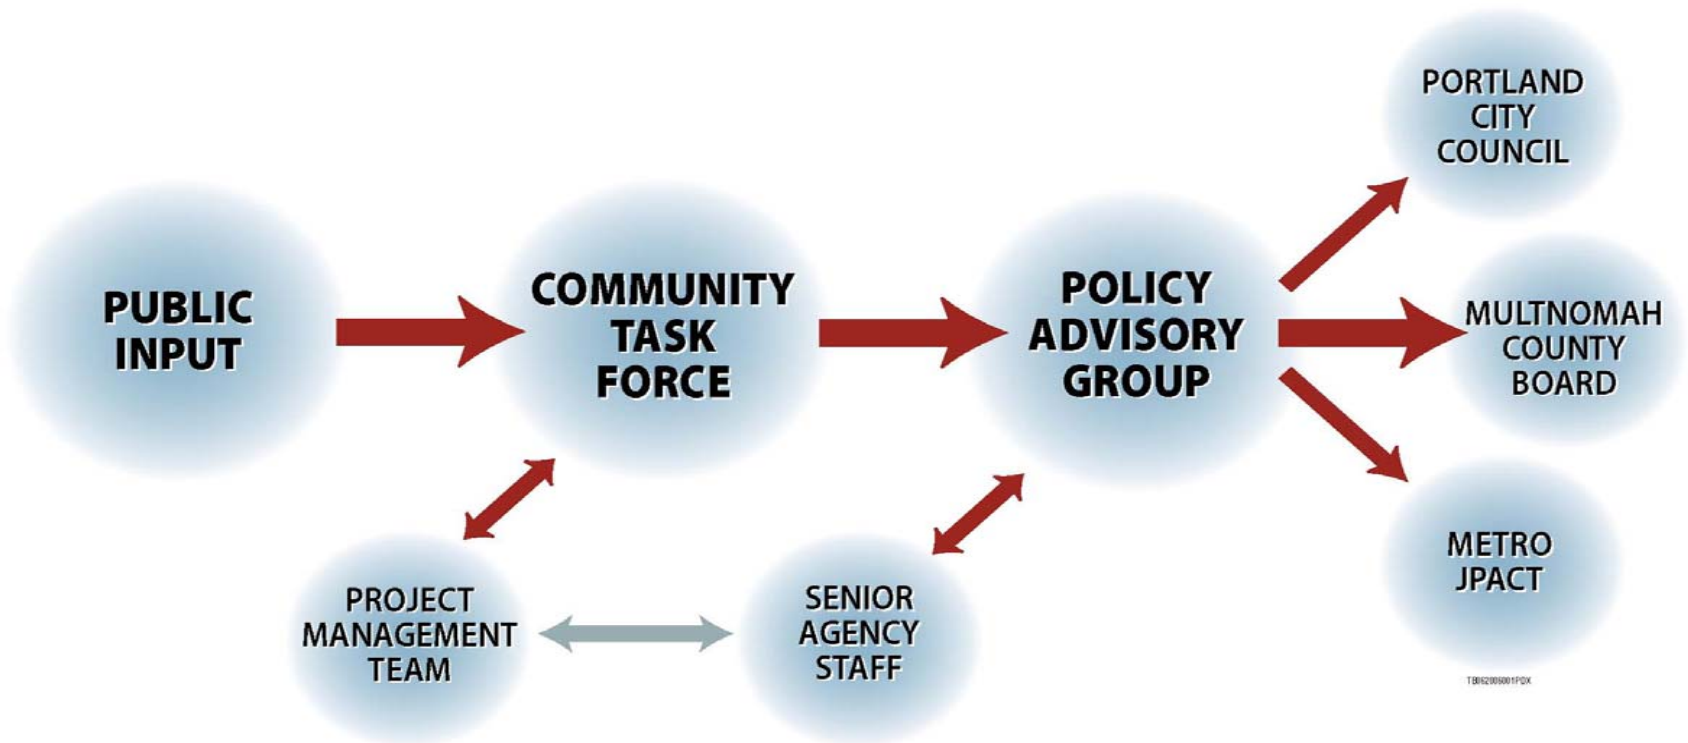 PUBLIC
INPUT
COMMUNITY
TASK
FORCE
POLICY
ADVISORY
GROUP
PORTLAND
CITY
COUNCIL
MULTNOMAH
COUNTY
BOARD
METRO
JPACT
PROJECT
MANAGEMENT
TEAM
SENIOR
AGENCY
STAFF